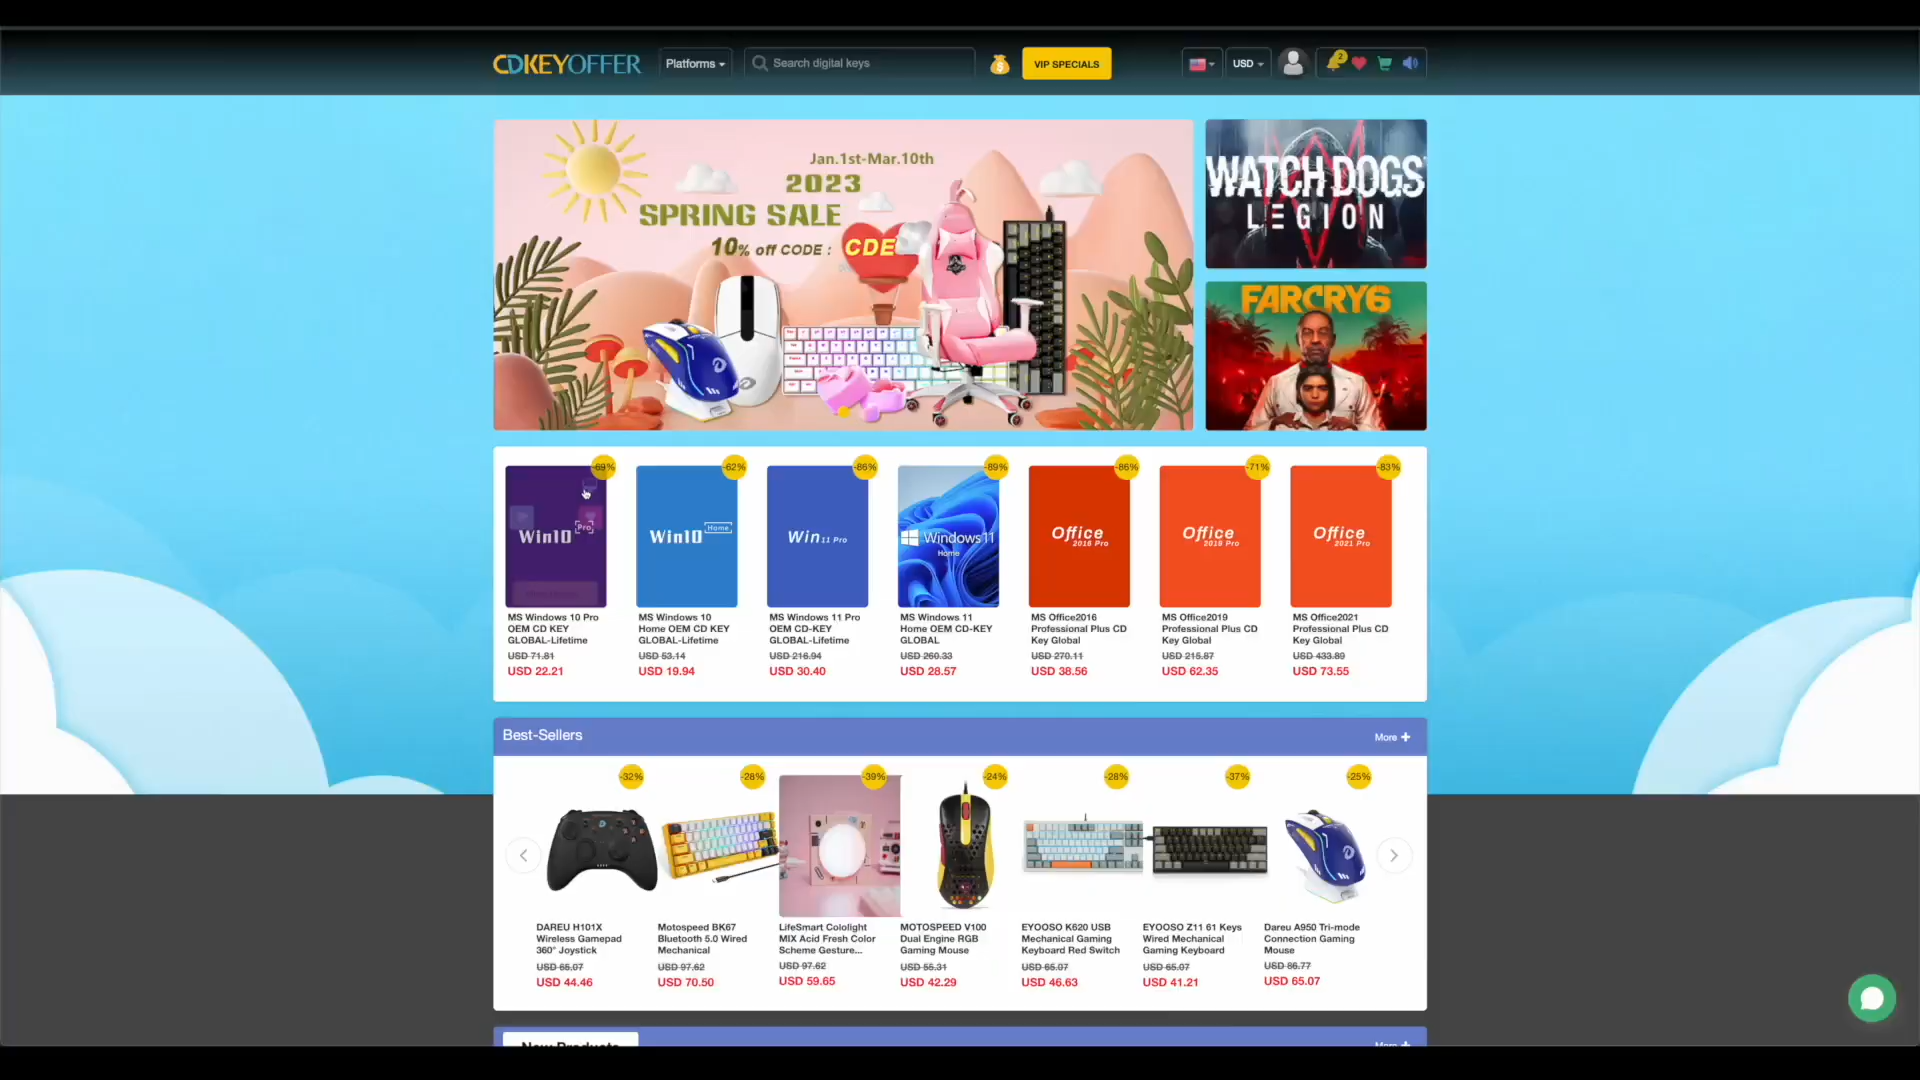 CDKEYOFFER
Platforms
Search digital keys
VIP SPECIALS
USD
2
Jan.1st-Mar.10th
2023
SPRING SALE
10% off CODE : CDE
WATCH DOGS
LEGION
FARCRY6
-69%
-62%
-86%
-89%
-86%
-71%
-83%
Win10 Pro
Win10 Home
Win 11 Pro
Windows 11
Home
Office
2016 Pro
Office
2019 Pro
Office
2021 Pro
MS Windows 10 Pro
OEM CD KEY
GLOBAL-Lifetime
USD 71.81
USD 22.21
MS Windows 10
Home OEM CD KEY
GLOBAL-Lifetime
USD 53.14
USD 19.94
MS Windows 11 Pro
OEM CD-KEY
GLOBAL-Lifetime
USD 216.94
USD 30.40
MS Windows 11
Home OEM CD-KEY
GLOBAL
USD 260.33
USD 28.57
MS Office2016
Professional Plus CD
Key Global
USD 270.11
USD 38.56
MS Office2019
Professional Plus CD
Key Global
USD 215.87
USD 62.35
MS Office2021
Professional Plus CD
Key Global
USD 433.89
USD 73.55
Best-Sellers
More +
-32%
-28%
-39%
-24%
-28%
-37%
-25%
DAREU H101X
Wireless Gamepad
360° Joystick
USD 65.07
USD 44.46
Motospeed BK67
Bluetooth 5.0 Wired
Mechanical
USD 97.62
USD 70.50
LifeSmart Cololight
MIX Acid Fresh Color
Scheme Gesture...
USD 97.62
USD 59.65
MOTOSPEED V100
Dual Engine RGB
Gaming Mouse
USD 55.31
USD 42.29
EYOOSO K620 USB
Mechanical Gaming
Keyboard Red Switch
USD 65.07
USD 46.63
EYOOSO Z11 61 Keys
Wired Mechanical
Gaming Keyboard
USD 65.07
USD 41.21
Dareu A950 Tri-mode
Connection Gaming
Mouse
USD 86.77
USD 65.07
New Products
More +